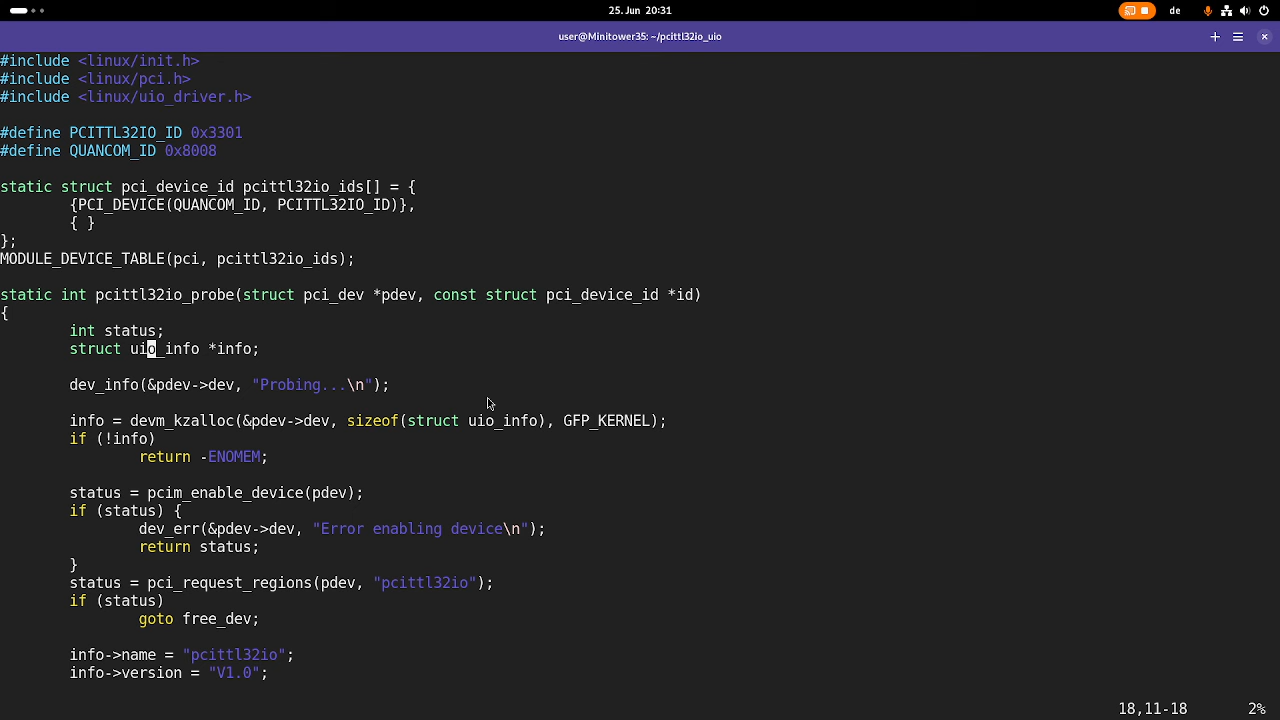 25. Jun 20:31
de
user@Minitower35: ~/pcittl32io_uio
#include <linux/init.h>
#include <linux/pci.h>
#include <linux/uio_driver.h>
#define PCITTL32IO_ID 0x3301
#define QUANCOM_ID 0x8008
static struct pci_device_id pcittl32io_ids[] = {
{PCI_DEVICE(QUANCOM_ID, PCITTL32IO_ID)},
{ }
};
MODULE_DEVICE_TABLE(pci, pcittl32io_ids);
static int pcittl32io_probe(struct pci_dev *pdev, const struct pci_device_id *id)
{
int status;
struct uio_info *info;
dev_info(&pdev->dev, "Probing...\n");
info = devm_kzalloc(&pdev->dev, sizeof(struct uio_info), GFP_KERNEL);
if (!info)
return -ENOMEM;
status = pcim_enable_device(pdev);
if (status) {
dev_err(&pdev->dev, "Error enabling device\n");
return status;
}
status = pci_request_regions(pdev, "pcittl32io");
if (status)
goto free_dev;
info->name = "pcittl32io";
info->version = "V1.0";
18,11-18 2%